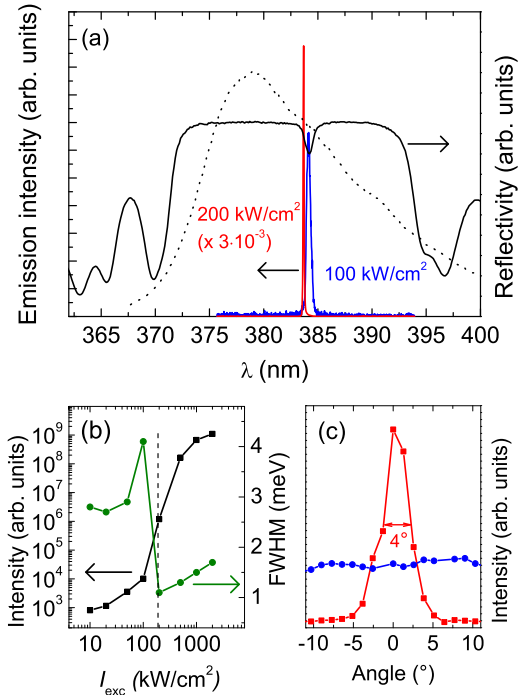 (a)
Emission intensity (arb. units)
Reflectivity (arb. units)
200 kW/cm²
(x 3·10⁻³)
100 kW/cm²
365 370 375 380 385 390 395 400
λ (nm)
(b)
Intensity (arb. units)
10⁹
10⁸
10⁷
10⁶
10⁵
10⁴
10³
4
3
2
1
FWHM (meV)
10 100 1000
I_exc (kW/cm²)
(c)
4°
Intensity (arb. units)
-10 -5 0 5 10
Angle (°)